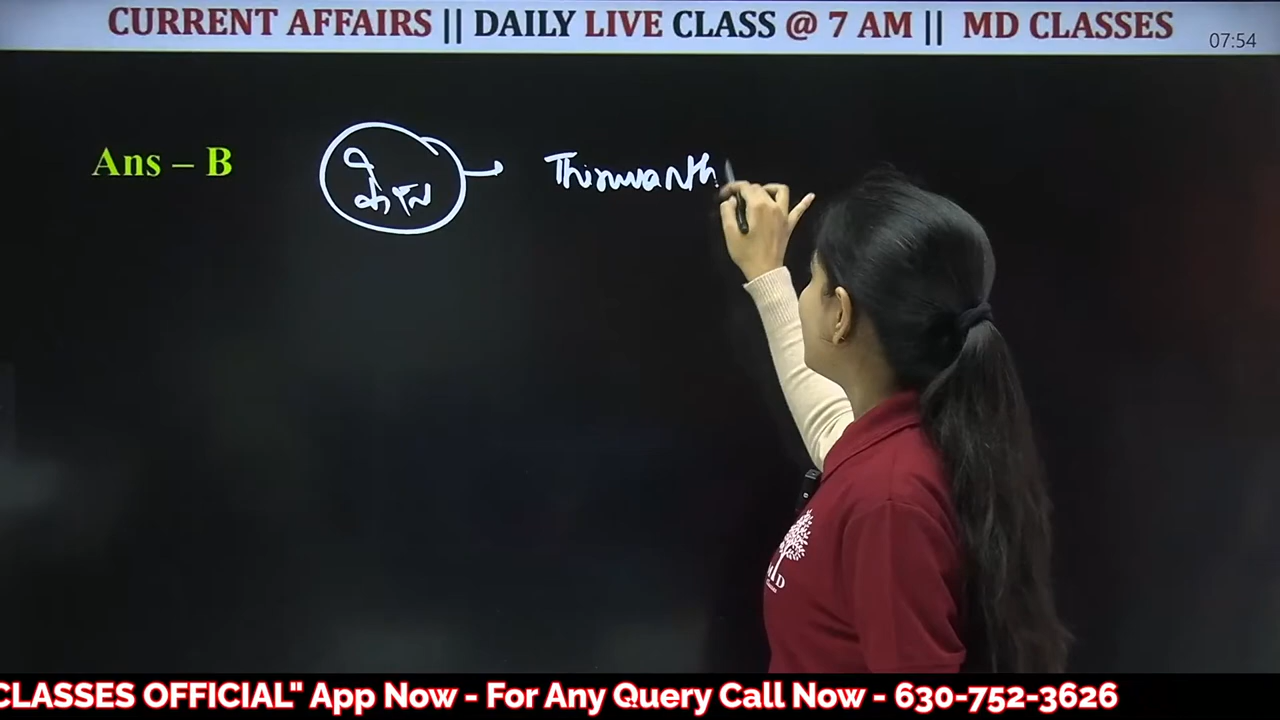 CURRENT AFFAIRS || DAILY LIVE CLASS @ 7 AM || MD CLASSES
07:54
Ans – B
Thiruvanth
CLASSES OFFICIAL" App Now - For Any Query Call Now - 630-752-3626